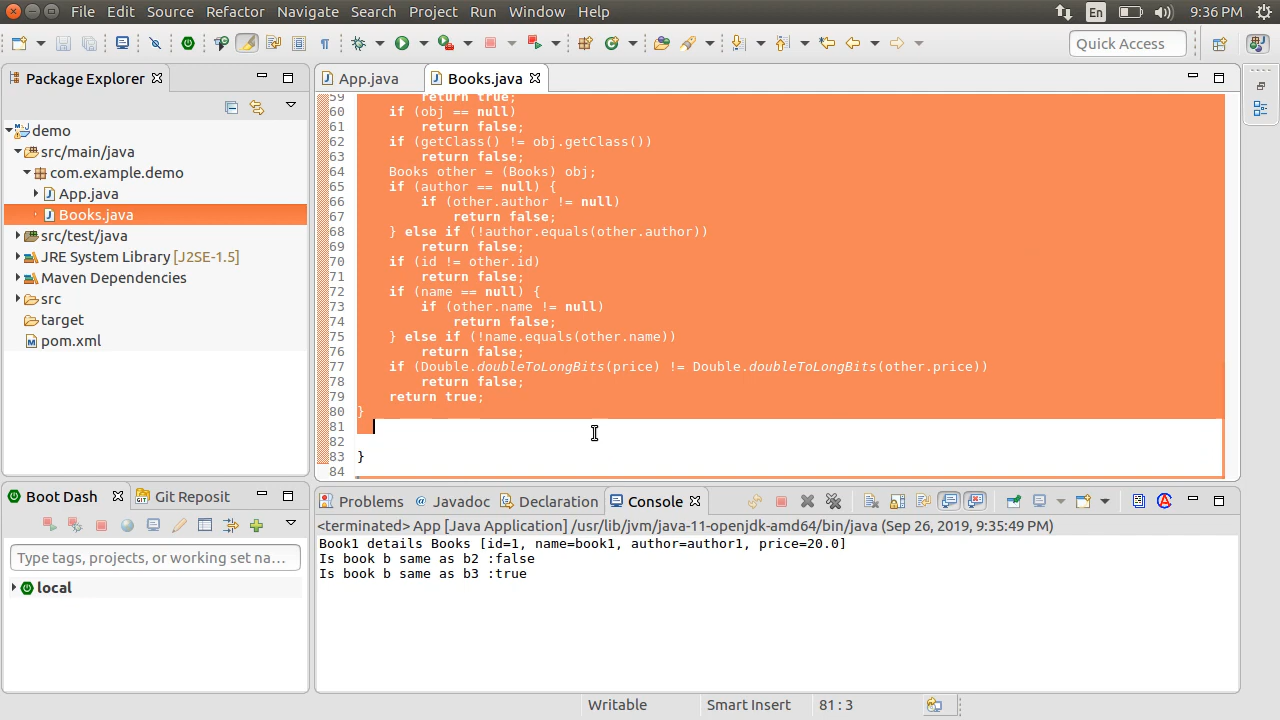 File Edit Source Refactor Navigate Search Project Run Window Help En 9:36 PM
Quick Access
Package Explorer
demo
src/main/java
com.example.demo
App.java
Books.java
src/test/java
JRE System Library [J2SE-1.5]
Maven Dependencies
src
target
pom.xml
App.java Books.java
59 return true;
60 if (obj == null)
61 return false;
62 if (getClass() != obj.getClass())
63 return false;
64 Books other = (Books) obj;
65 if (author == null) {
66 if (other.author != null)
67 return false;
68 } else if (!author.equals(other.author))
69 return false;
70 if (id != other.id)
71 return false;
72 if (name == null) {
73 if (other.name != null)
74 return false;
75 } else if (!name.equals(other.name))
76 return false;
77 if (Double.doubleToLongBits(price) != Double.doubleToLongBits(other.price))
78 return false;
79 return true;
80 }
81
82
83 }
84
Boot Dash Git Reposit
Type tags, projects, or working set na...
local
Problems @ Javadoc Declaration Console
<terminated> App [Java Application] /usr/lib/jvm/java-11-openjdk-amd64/bin/java (Sep 26, 2019, 9:35:49 PM)
Book1 details Books [id=1, name=book1, author=author1, price=20.0]
Is book b same as b2 :false
Is book b same as b3 :true
Writable Smart Insert 81 : 3